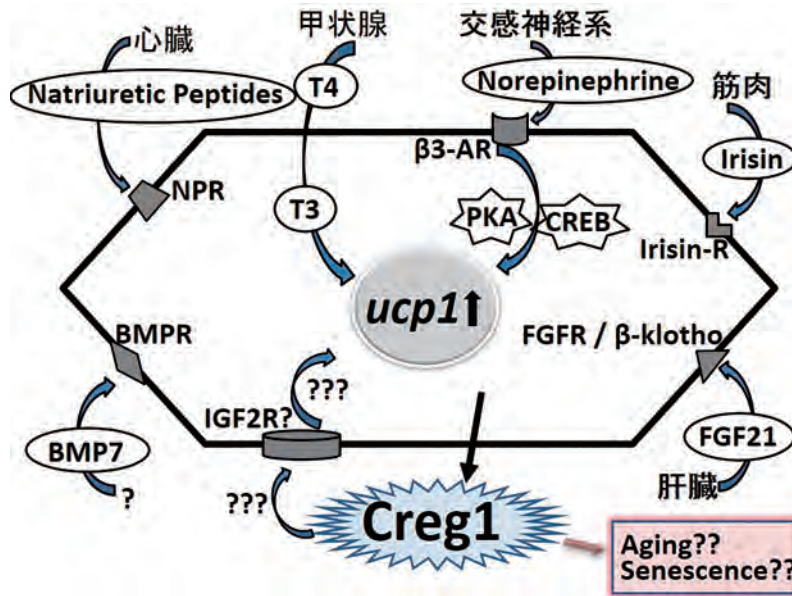 心臓
甲状腺
交感神経系
Natriuretic Peptides
T4
Norepinephrine
筋肉
β3-AR
Irisin
NPR
T3
PKA
CREB
Irisin-R
ucp1⬆
BMPR
FGFR / β-klotho
???
IGF2R?
BMP7
FGF21
?
???
肝臓
Creg1
Aging??
Senescence??